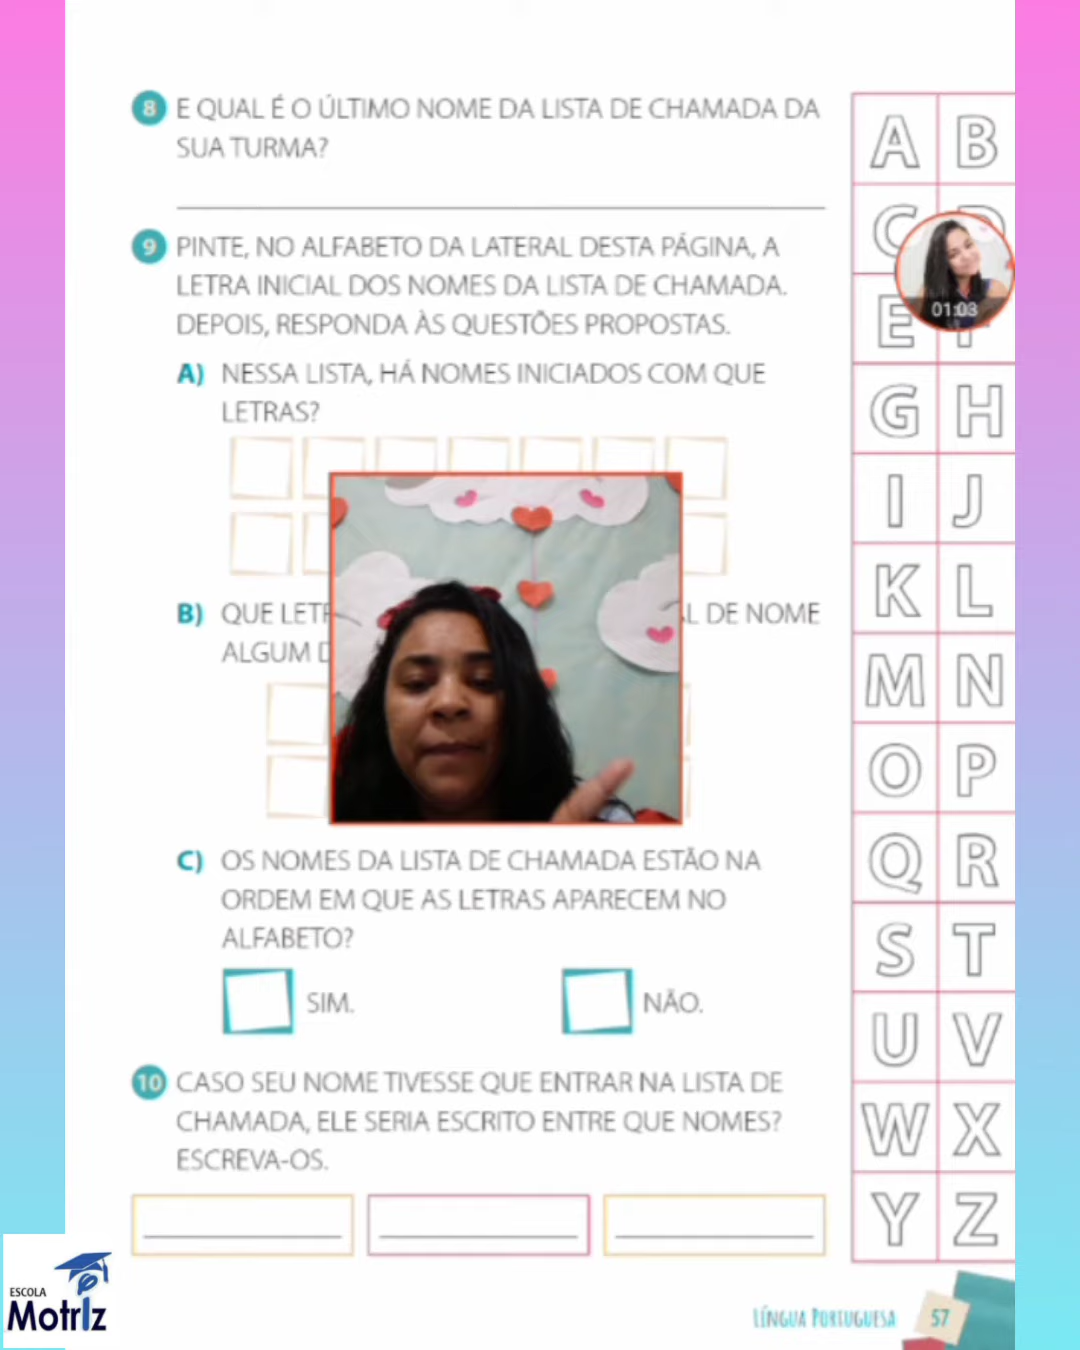 8 E QUAL É O ÚLTIMO NOME DA LISTA DE CHAMADA DA
SUA TURMA?
9 PINTE, NO ALFABETO DA LATERAL DESTA PÁGINA, A
LETRA INICIAL DOS NOMES DA LISTA DE CHAMADA.
DEPOIS, RESPONDA ÀS QUESTÕES PROPOSTAS.
A) NESSA LISTA, HÁ NOMES INICIADOS COM QUE
LETRAS?
B) QUE DE NOME
ALGUM
C) OS NOMES DA LISTA DE CHAMADA ESTÃO NA
ORDEM EM QUE AS LETRAS APARECEM NO
ALFABETO?
SIM. NÃO.
10 CASO SEU NOME TIVESSE QUE ENTRAR NA LISTA DE
CHAMADA, ELE SERIA ESCRITO ENTRE QUE NOMES?
ESCREVA-OS.
A B
C
01:03
E
G H
I J
K L
M N
O P
Q R
S T
U V
W X
Y Z
ESCOLA
MotrIz
LÍNGUA PORTUGUESA 57